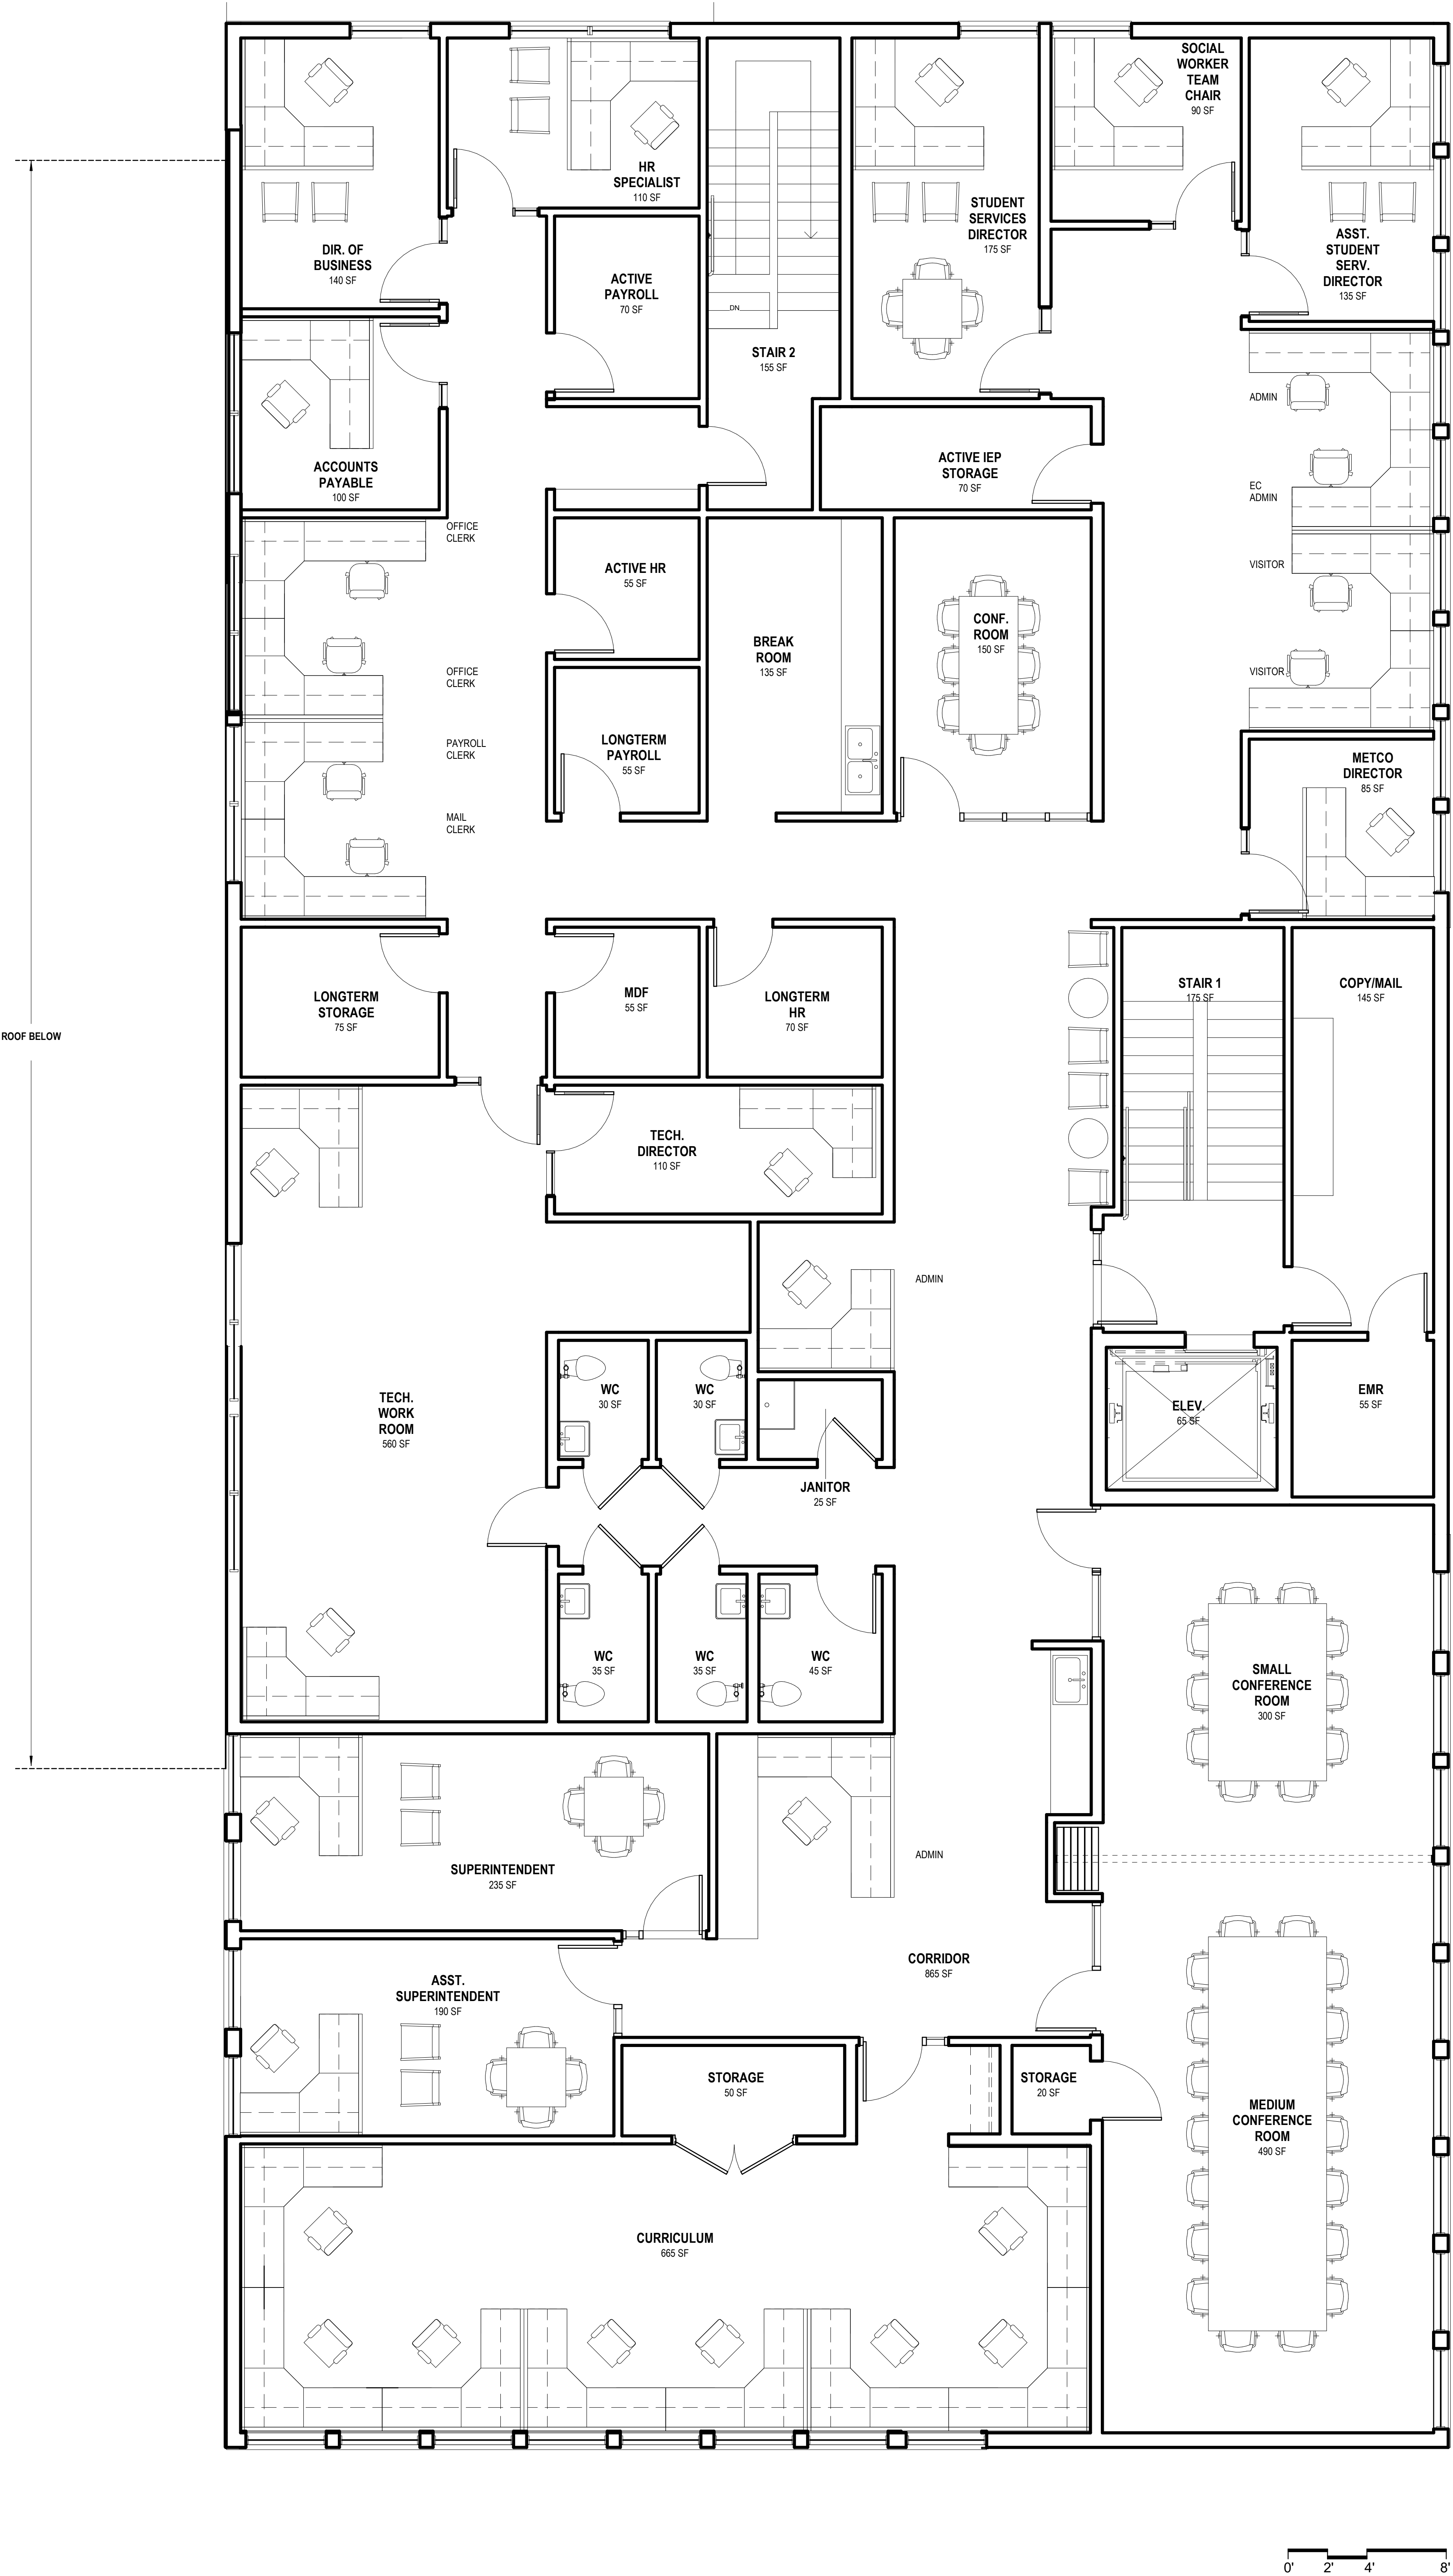 SOCIAL
WORKER
TEAM
CHAIR
90 SF
HR
SPECIALIST
110 SF
STUDENT
SERVICES
DIRECTOR
175 SF
DIR. OF
BUSINESS
140 SF
ASST.
STUDENT
SERV.
DIRECTOR
135 SF
ACTIVE
PAYROLL
70 SF
DN
STAIR 2
155 SF
ADMIN
ACCOUNTS
PAYABLE
100 SF
ACTIVE IEP
STORAGE
70 SF
EC
ADMIN
OFFICE
CLERK
ACTIVE HR
55 SF
VISITOR
BREAK
ROOM
135 SF
CONF.
ROOM
150 SF
OFFICE
CLERK
VISITOR
LONGTERM
PAYROLL
55 SF
PAYROLL
CLERK
METCO
DIRECTOR
85 SF
MAIL
CLERK
LONGTERM
STORAGE
75 SF
MDF
55 SF
LONGTERM
HR
70 SF
STAIR 1
175 SF
COPY/MAIL
145 SF
ROOF BELOW
TECH.
DIRECTOR
110 SF
ADMIN
TECH.
WORK
ROOM
560 SF
WC
30 SF
WC
30 SF
ELEV.
65 SF
EMR
55 SF
JANITOR
25 SF
WC
35 SF
WC
35 SF
WC
45 SF
SMALL
CONFERENCE
ROOM
300 SF
SUPERINTENDENT
235 SF
ADMIN
CORRIDOR
865 SF
ASST.
SUPERINTENDENT
190 SF
STORAGE
50 SF
STORAGE
20 SF
MEDIUM
CONFERENCE
ROOM
490 SF
CURRICULUM
665 SF
0' 2' 4' 8'